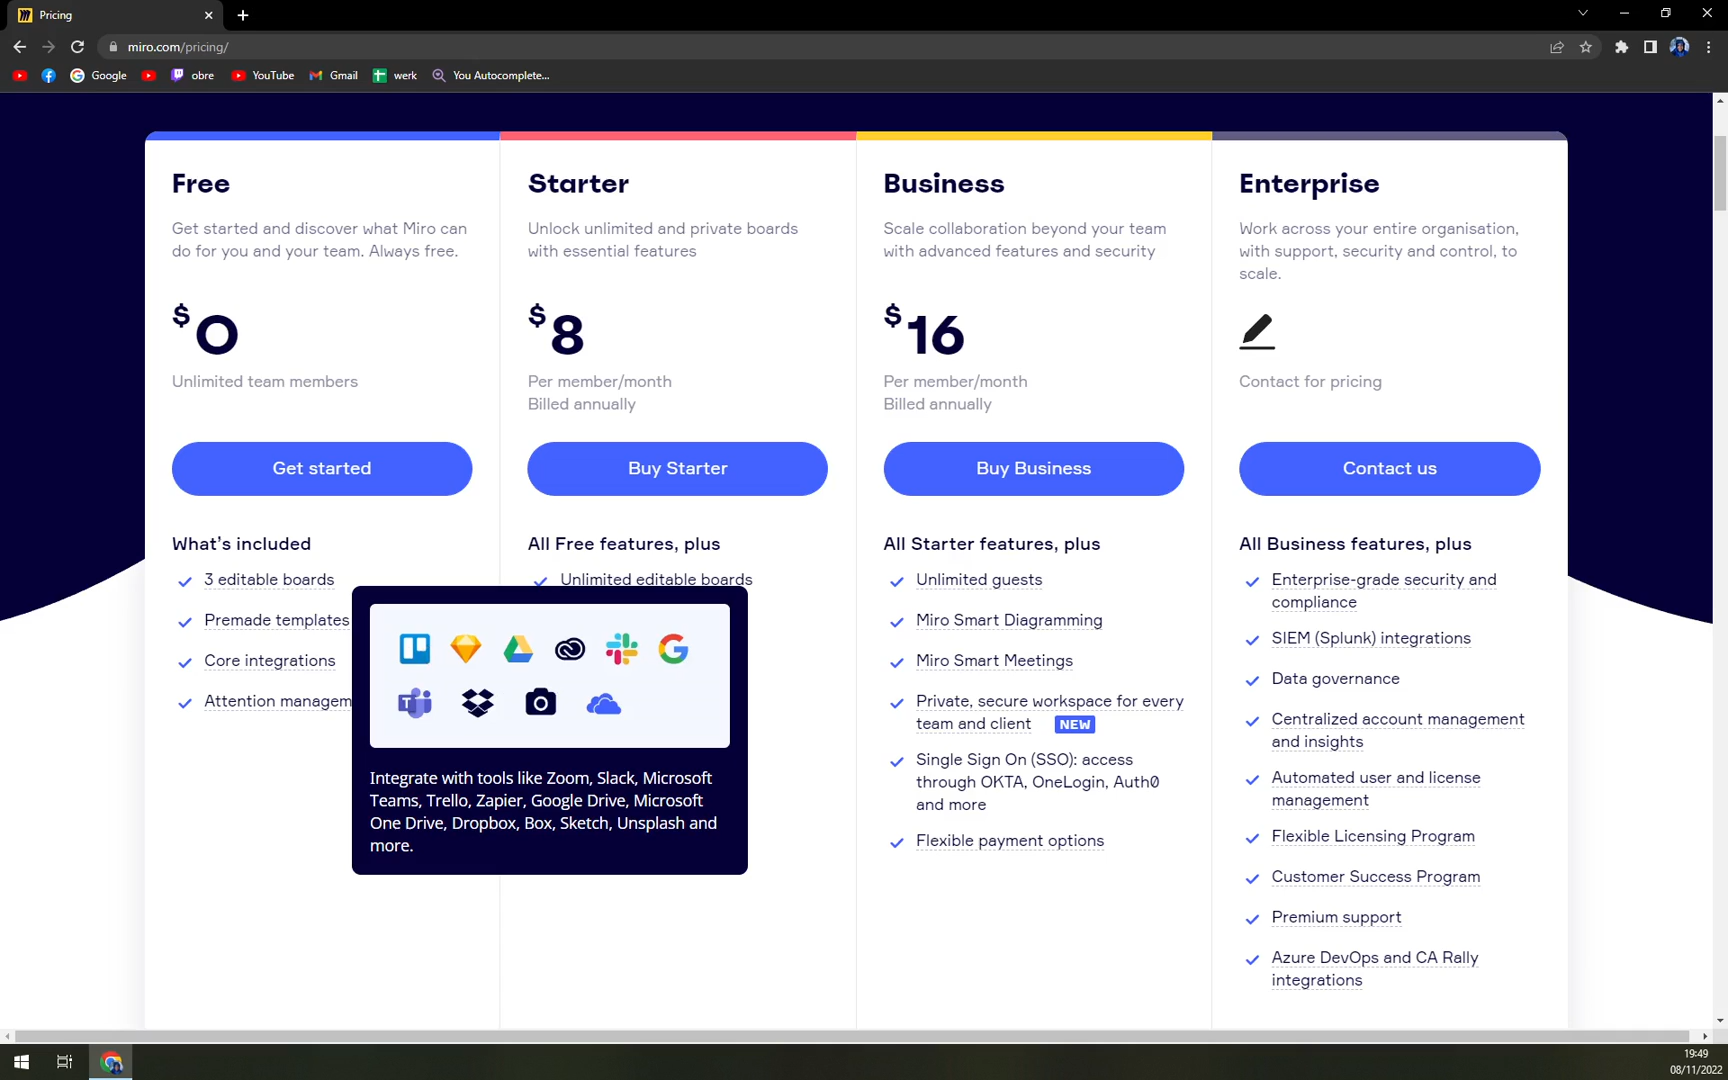 Pricing
miro.com/pricing/
Google
obre
YouTube
Gmail
werk
You Autocomplete...
Free
Get started and discover what Miro can
do for you and your team. Always free.
$0
Unlimited team members
Get started
What's included
3 editable boards
Premade templates
Core integrations
Attention managem
Starter
Unlock unlimited and private boards
with essential features
$8
Per member/month
Billed annually
Buy Starter
All Free features, plus
Unlimited editable boards
Integrate with tools like Zoom, Slack, Microsoft
Teams, Trello, Zapier, Google Drive, Microsoft
One Drive, Dropbox, Box, Sketch, Unsplash and
more.
Business
Scale collaboration beyond your team
with advanced features and security
$16
Per member/month
Billed annually
Buy Business
All Starter features, plus
Unlimited guests
Miro Smart Diagramming
Miro Smart Meetings
Private, secure workspace for every
team and client NEW
Single Sign On (SSO): access
through OKTA, OneLogin, Auth0
and more
Flexible payment options
Enterprise
Work across your entire organisation,
with support, security and control, to
scale.
Contact for pricing
Contact us
All Business features, plus
Enterprise-grade security and
compliance
SIEM (Splunk) integrations
Data governance
Centralized account management
and insights
Automated user and license
management
Flexible Licensing Program
Customer Success Program
Premium support
Azure DevOps and CA Rally
integrations
19:49
08/11/2022